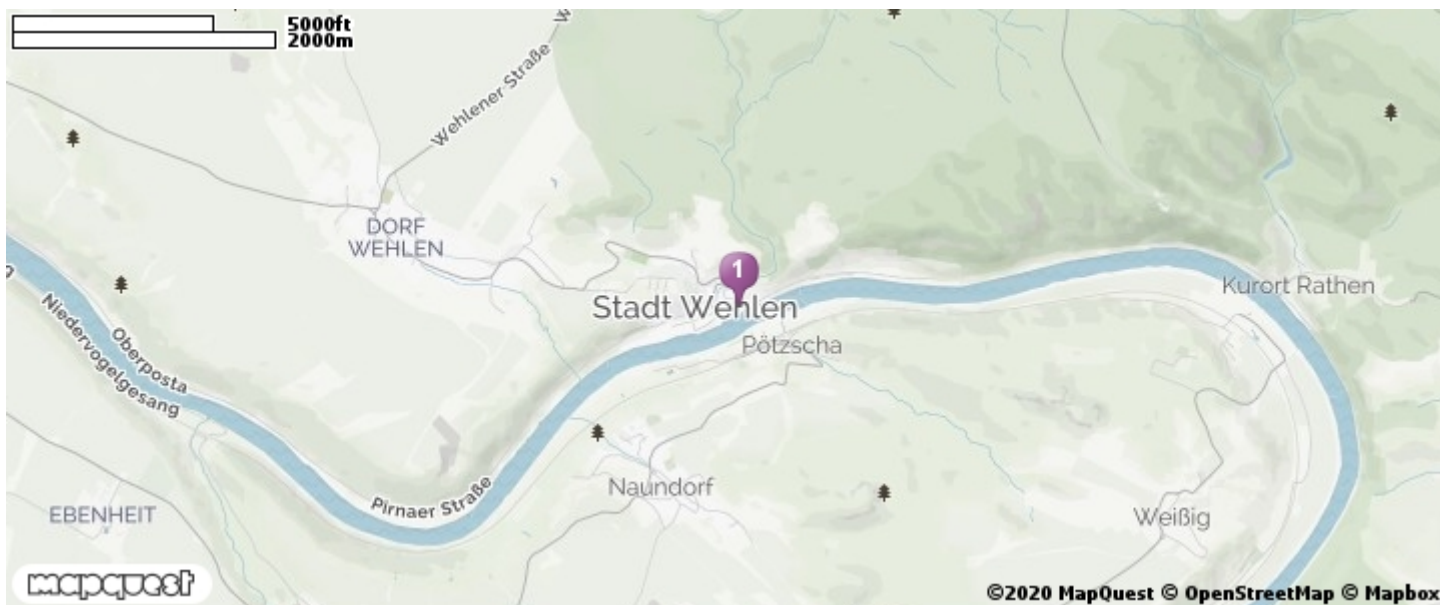 5000ft
2000m
Wehlener Straße
W
DORF
WEHLEN
1
Stadt Wehlen
Kurort Rathen
Pötzscha
Oberposta
Niedervogelgesang
Pirnaer Straße
Naundorf
EBENHEIT
Weißig
mapquest
©2020 MapQuest © OpenStreetMap © Mapbox